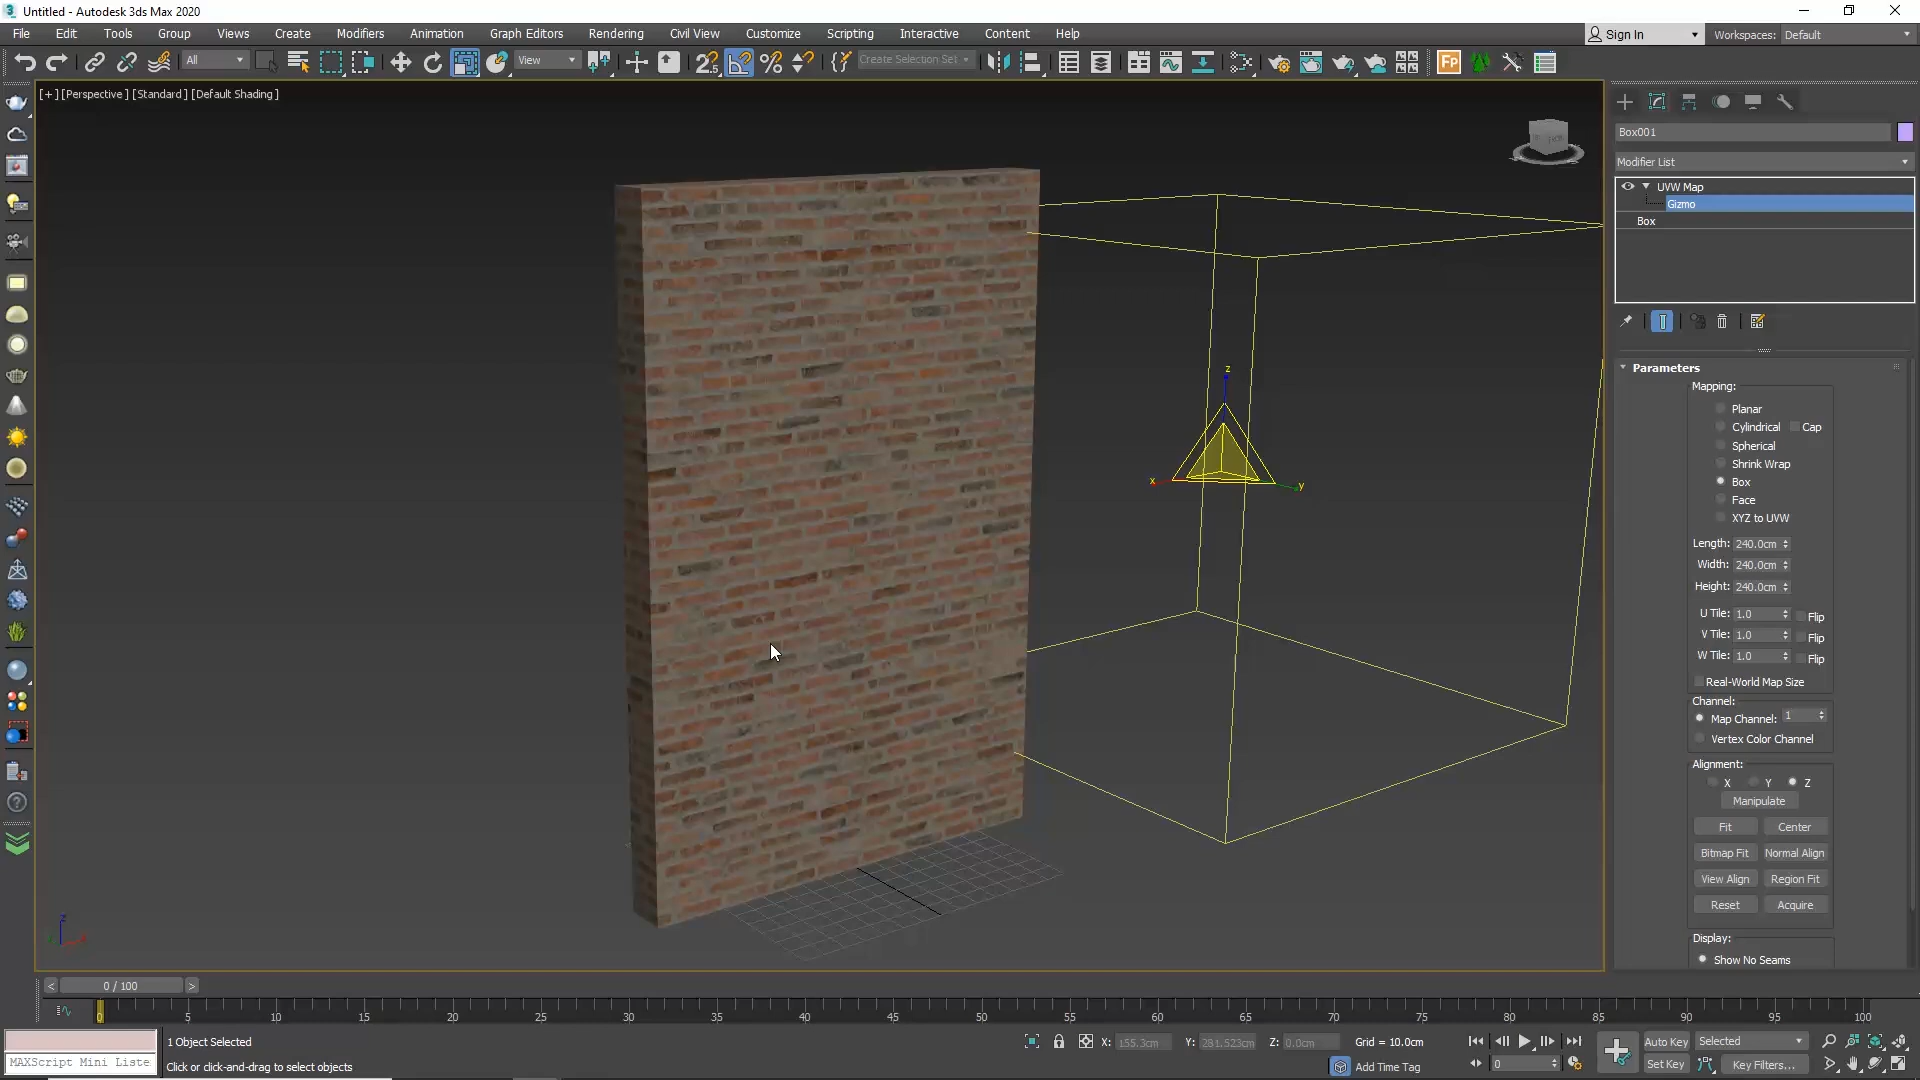 Untitled - Autodesk 3ds Max 2020
File Edit Tools Group Views Create Modifiers Animation Graph Editors Rendering Civil View Customize Scripting Interactive Content Help
Sign In Workspaces: Default
All View Create Selection Set
[+] [Perspective] [Standard] [Default Shading]
Box001
Modifier List
UVW Map
Gizmo
Box
Parameters
Mapping:
Planar
Cylindrical Cap
Spherical
Shrink Wrap
Box
Face
XYZ to UVW
Length: 240.0cm
Width: 240.0cm
Height: 240.0cm
U Tile: 1.0 Flip
V Tile: 1.0 Flip
W Tile: 1.0 Flip
Real-World Map Size
Channel:
Map Channel: 1
Vertex Color Channel
Alignment:
X Y Z
Manipulate
Fit Center
Bitmap Fit Normal Align
View Align Region Fit
Reset Acquire
Display:
Show No Seams
z
x
y
z
< 0 / 100 >
0 5 10 15 20 25 30 35 40 45 50 55 60 65 70 75 80 85 90 95 100
1 Object Selected
X: 155.3cm Y: 281.523cm Z: 0.0cm Grid = 10.0cm
Auto Key Selected
MAXScript Mini Liste
Click or click-and-drag to select objects
Add Time Tag
0
Set Key Key Filters...